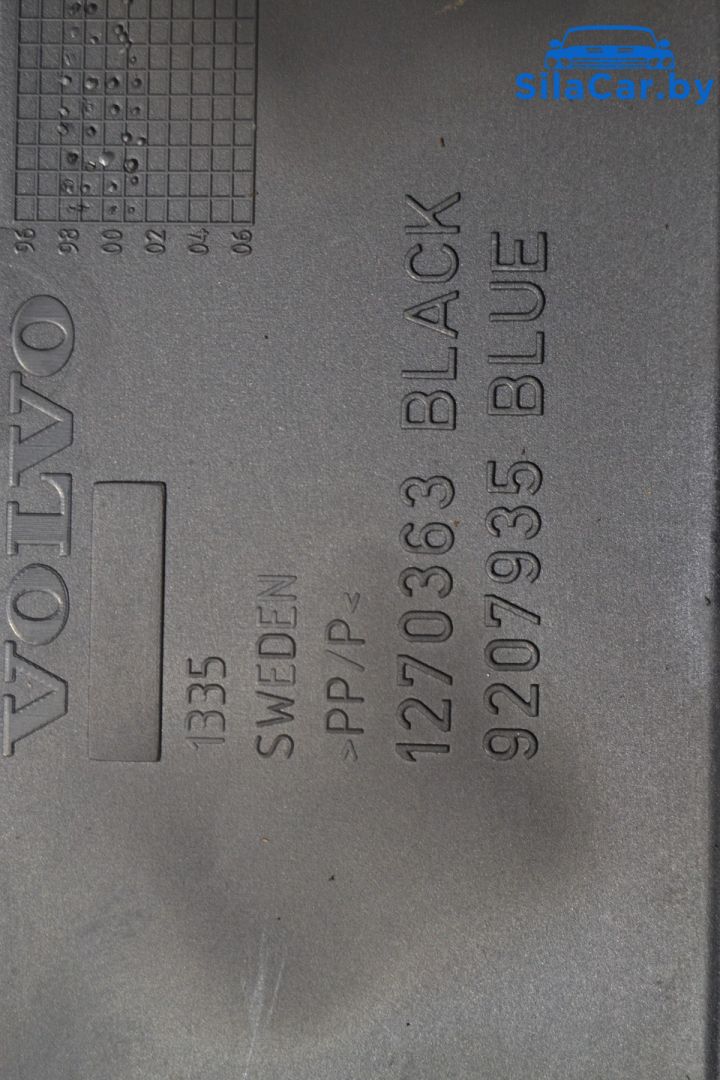 SilaCar.by
96
98
00
02
04
06
VOLVO
1335
SWEDEN
>PP/P<
1270363 BLACK
9207935 BLUE